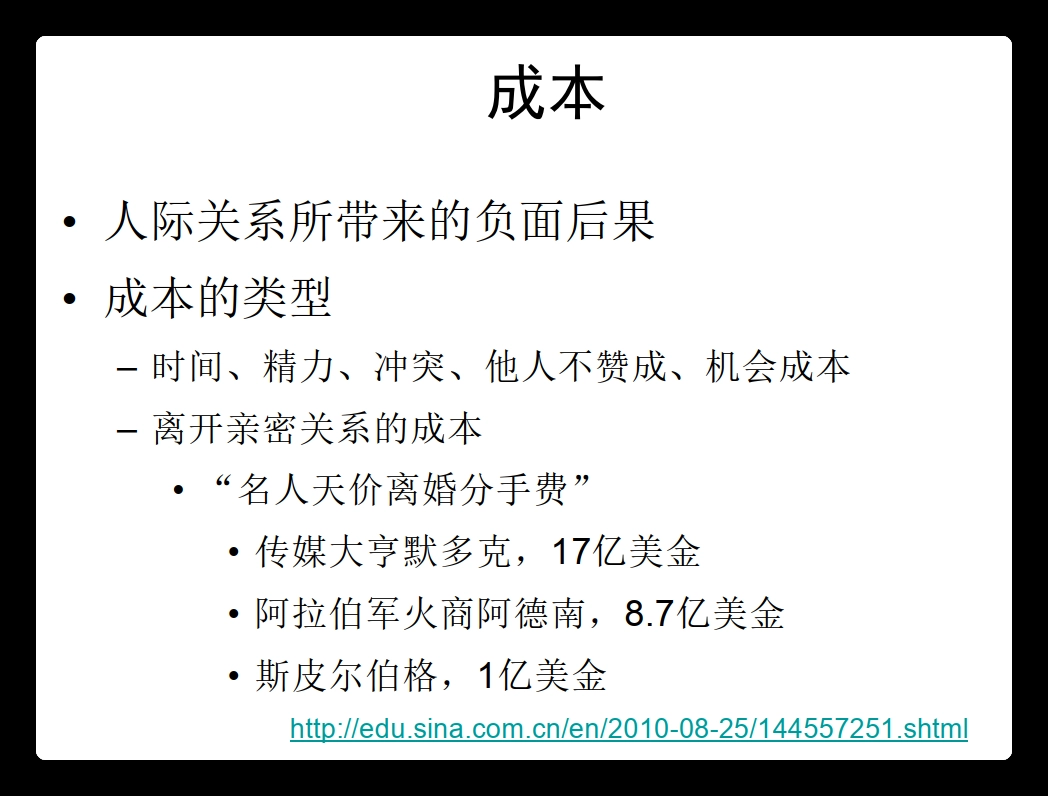 成本
• 人际关系所带来的负面后果
• 成本的类型
– 时间、精力、冲突、他人不赞成、机会成本
– 离开亲密关系的成本
• “名人天价离婚分手费”
• 传媒大亨默多克，17亿美金
• 阿拉伯军火商阿德南，8.7亿美金
• 斯皮尔伯格，1亿美金
http://edu.sina.com.cn/en/2010-08-25/144557251.shtml